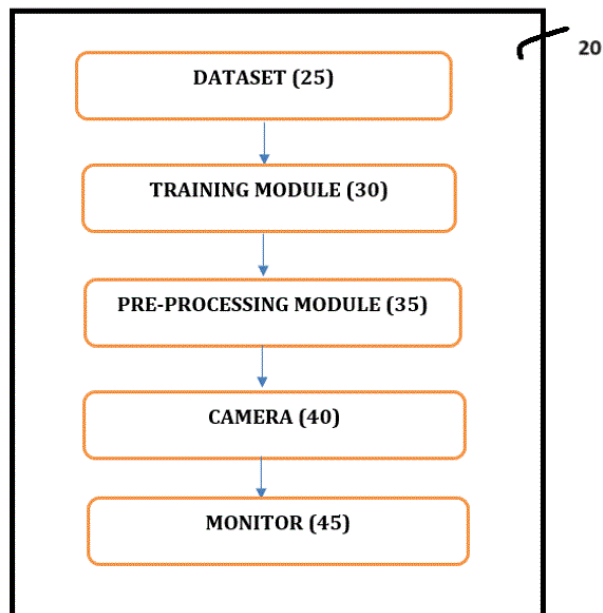 20
DATASET (25)
TRAINING MODULE (30)
PRE-PROCESSING MODULE (35)
CAMERA (40)
MONITOR (45)